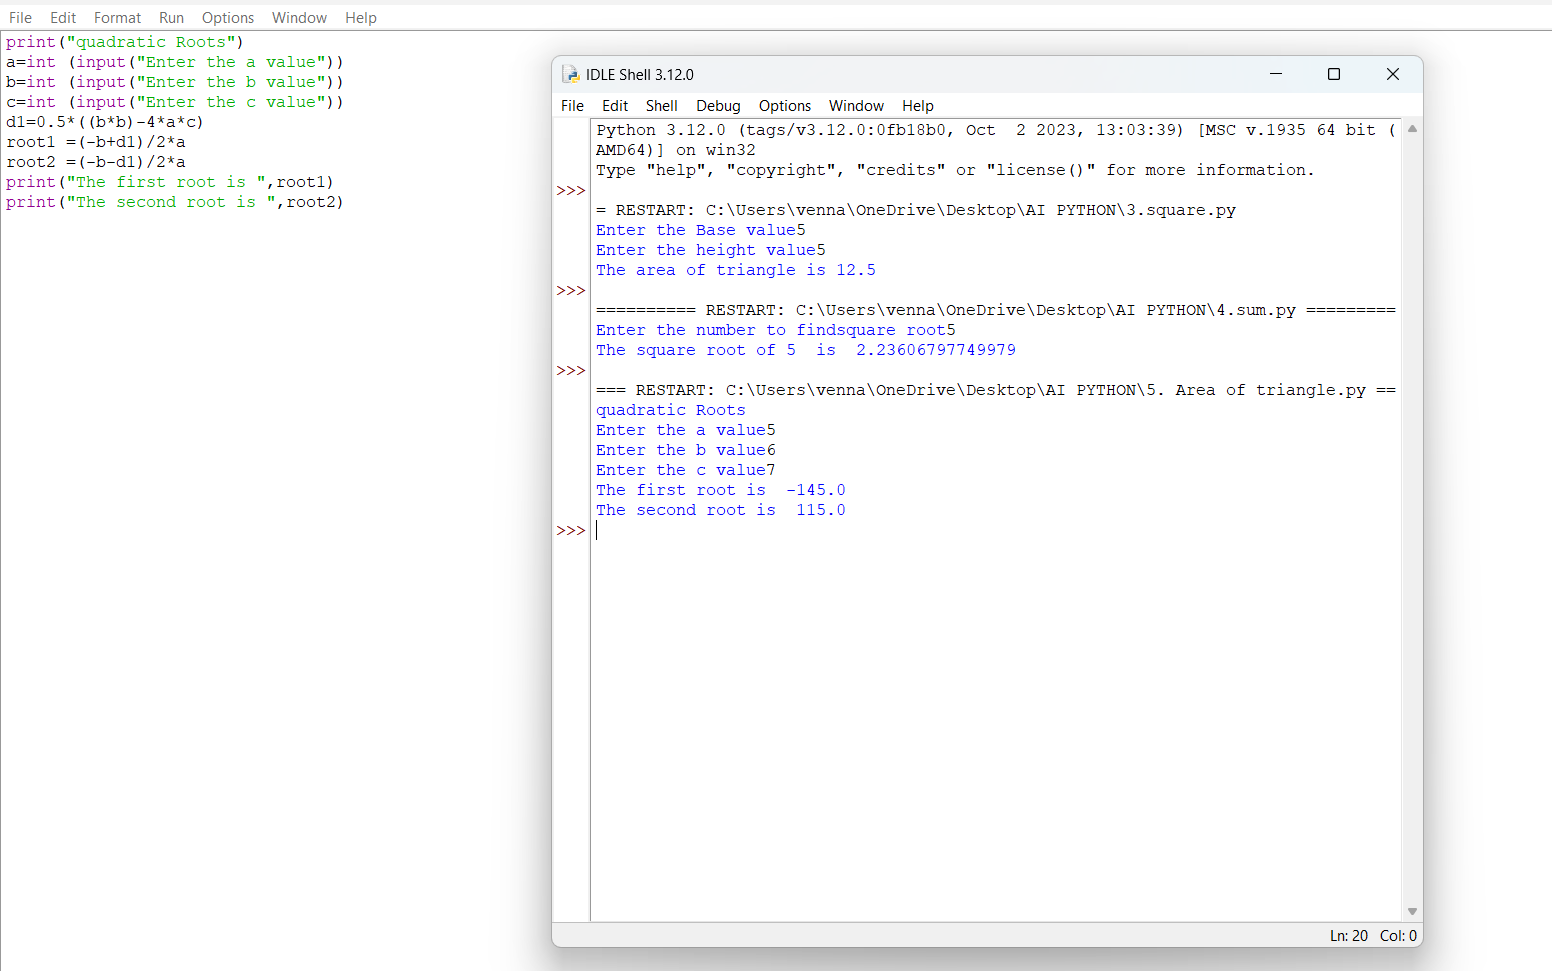 File Edit Format Run Options Window Help
print("quadratic Roots")
a=int (input("Enter the a value"))
b=int (input("Enter the b value"))
c=int (input("Enter the c value"))
d1=0.5*((b*b)-4*a*c)
root1 =(-b+d1)/2*a
root2 =(-b-d1)/2*a
print("The first root is ",root1)
print("The second root is ",root2)
IDLE Shell 3.12.0
File Edit Shell Debug Options Window Help
Python 3.12.0 (tags/v3.12.0:0fb18b0, Oct  2 2023, 13:03:39) [MSC v.1935 64 bit (
AMD64)] on win32
Type "help", "copyright", "credits" or "license()" for more information.
>>>
= RESTART: C:\Users\venna\OneDrive\Desktop\AI PYTHON\3.square.py
Enter the Base value5
Enter the height value5
The area of triangle is 12.5
>>>
========== RESTART: C:\Users\venna\OneDrive\Desktop\AI PYTHON\4.sum.py =========
Enter the number to findsquare root5
The square root of 5  is  2.23606797749979
>>>
=== RESTART: C:\Users\venna\OneDrive\Desktop\AI PYTHON\5. Area of triangle.py ==
quadratic Roots
Enter the a value5
Enter the b value6
Enter the c value7
The first root is  -145.0
The second root is  115.0
>>>
Ln: 20 Col: 0